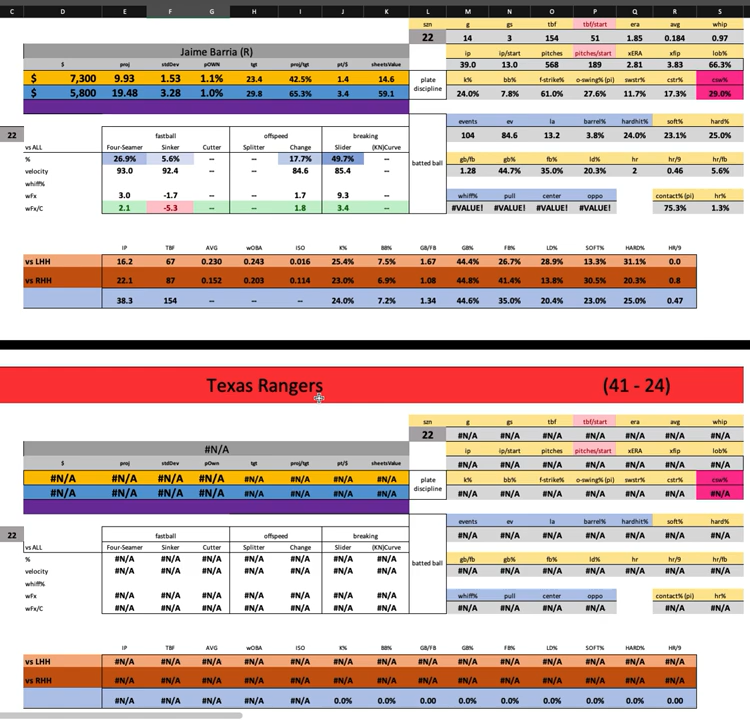 C D E F G H I J K L M N O P Q R S
szn g gs tbf tbf/start era avg whip
22 14 3 154 51 1.85 0.184 0.97
Jaime Barria (R) ip ip/start pitches pitches/start xERA xfip lob%
39.0 13.0 568 189 2.81 3.83 66.3%
$ proj stdDev pOWN tgt proj/tgt pt/$ sheetsValue
$ 7,300 9.93 1.53 1.1% 23.4 42.5% 1.4 14.6 plate discipline k% bb% f-strike% o-swing% (pi) swstr% cstr% csw%
$ 5,800 19.48 3.28 1.0% 29.8 65.3% 3.4 59.1 24.0% 7.8% 61.0% 27.6% 11.7% 17.3% 29.0%
events ev la barrel% hardhit% soft% hard%
22 fastball offspeed breaking 104 84.6 13.2 3.8% 24.0% 23.1% 25.0%
vs ALL Four-Seamer Sinker Cutter Splitter Change Slider (KN)Curve
% 26.9% 5.6% -- -- 17.7% 49.7% -- batted ball gb/fb gb% fb% ld% hr hr/9 hr/fb
velocity 93.0 92.4 -- -- 84.6 85.4 -- 1.28 44.7% 35.0% 20.3% 2 0.46 5.6%
whiff%
wFx 3.0 -1.7 -- -- 1.7 9.3 -- whiff% pull center oppo contact% (pi) hr%
wFx/C 2.1 -5.3 -- -- 1.8 3.4 -- #VALUE! #VALUE! #VALUE! #VALUE! 75.3% 1.3%
IP TBF AVG wOBA ISO K% BB% GB/FB GB% FB% LD% SOFT% HARD% HR/9
vs LHH 16.2 67 0.230 0.243 0.016 25.4% 7.5% 1.67 44.4% 26.7% 28.9% 13.3% 31.1% 0.0
vs RHH 22.1 87 0.152 0.203 0.114 23.0% 6.9% 1.08 44.8% 41.4% 13.8% 30.5% 20.3% 0.8
38.3 154 -- -- -- 24.0% 7.2% 1.34 44.6% 35.0% 20.4% 23.0% 25.0% 0.47
Texas Rangers (41 - 24)
szn g gs tbf tbf/start era avg whip
22 #N/A #N/A #N/A #N/A #N/A #N/A #N/A
#N/A ip ip/start pitches pitches/start xERA xfip lob%
$ proj stdDev pOwn tgt proj/tgt pt/$ sheetsValue #N/A #N/A #N/A #N/A #N/A #N/A #N/A
#N/A #N/A #N/A #N/A #N/A #N/A #N/A #N/A plate discipline k% bb% f-strike% o-swing% (pi) swstr% cstr% csw%
#N/A #N/A #N/A #N/A #N/A #N/A #N/A #N/A #N/A #N/A #N/A #N/A #N/A #N/A #N/A
events ev la barrel% hardhit% soft% hard%
22 fastball offspeed breaking #N/A #N/A #N/A #N/A #N/A #N/A #N/A
vs ALL Four-Seamer Sinker Cutter Splitter Change Slider (KN)Curve
% #N/A #N/A #N/A #N/A #N/A #N/A #N/A batted ball gb/fb gb% fb% ld% hr hr/9 hr/fb
velocity #N/A #N/A #N/A #N/A #N/A #N/A #N/A #N/A #N/A #N/A #N/A #N/A #N/A #N/A
whiff%
wFx #N/A #N/A #N/A #N/A #N/A #N/A #N/A whiff% pull center oppo contact% (pi) hr%
wFx/C #N/A #N/A #N/A #N/A #N/A #N/A #N/A #N/A #N/A #N/A #N/A #N/A #N/A
IP TBF AVG wOBA ISO K% BB% GB/FB GB% FB% LD% SOFT% HARD% HR/9
vs LHH #N/A #N/A #N/A #N/A #N/A #N/A #N/A #N/A #N/A #N/A #N/A #N/A #N/A #N/A
vs RHH #N/A #N/A #N/A #N/A #N/A #N/A #N/A #N/A #N/A #N/A #N/A #N/A #N/A #N/A
#N/A #N/A #N/A #N/A #N/A 0.0% 0.0% 0.00 0.0% 0.0% 0.0% 0.0% 0.0% 0.00